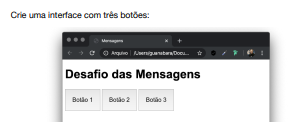 Crie uma interface com três botões:
Mensagens
Arquivo | /Users/guanabara/Docu...
Desafio das Mensagens
Botão 1 Botão 2 Botão 3